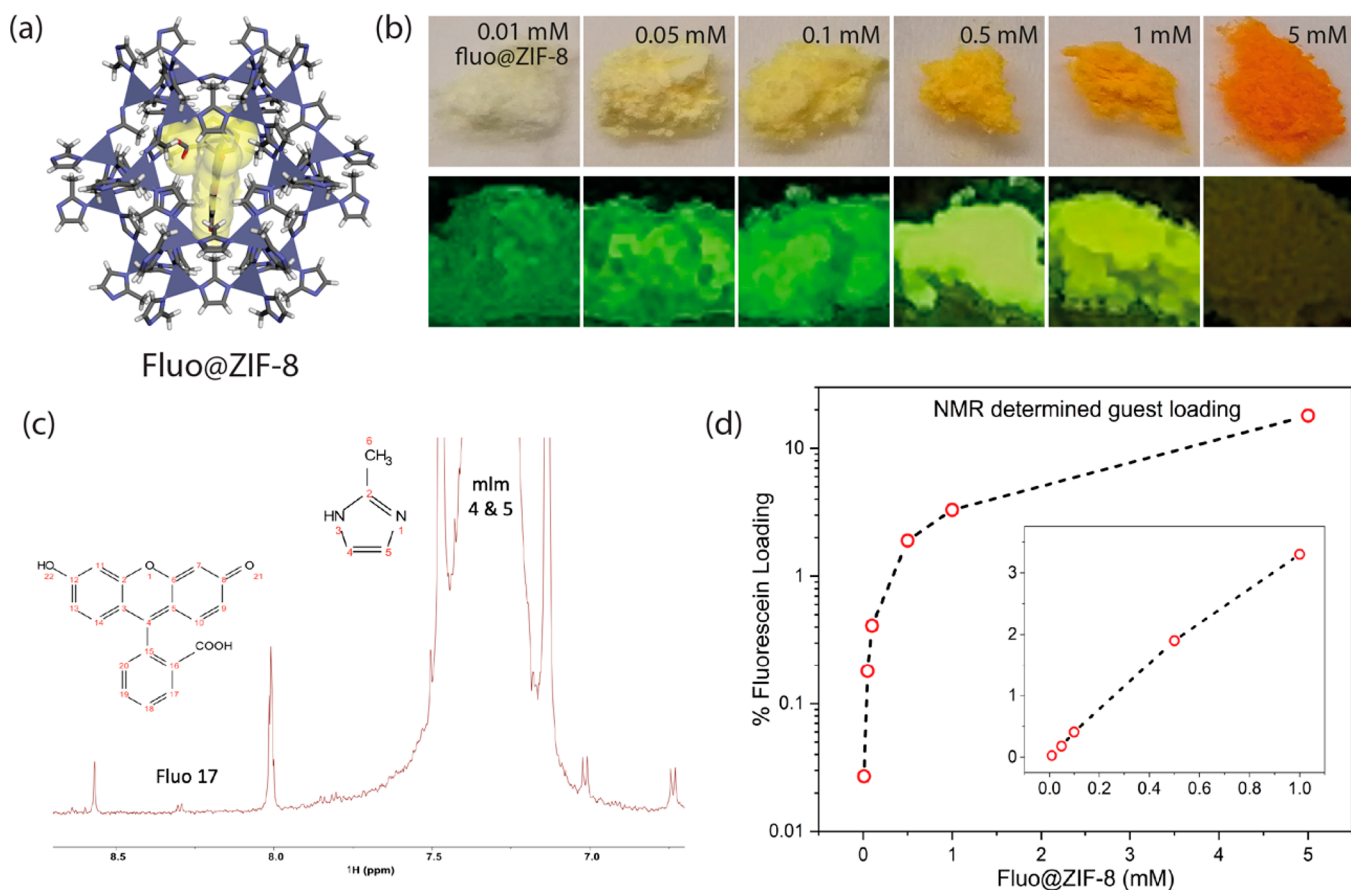 (a)
Fluo@ZIF-8
(b)
0.01 mM
fluo@ZIF-8
0.05 mM
0.1 mM
0.5 mM
1 mM
5 mM
(c)
6
CH3
2
HN
N
3
1
4
5
mIm
4 & 5
HO
22
11
O
7
O
21
12
2
1
6
8
13
3
5
9
14
4
10
15
COOH
20
16
19
17
18
Fluo 17
8.5
8.0
7.5
7.0
1H (ppm)
(d)
NMR determined guest loading
% Fluorescein Loading
10
1
0.1
0.01
0
1
2
3
4
5
Fluo@ZIF-8 (mM)
3
2
1
0
0.0
0.2
0.4
0.6
0.8
1.0